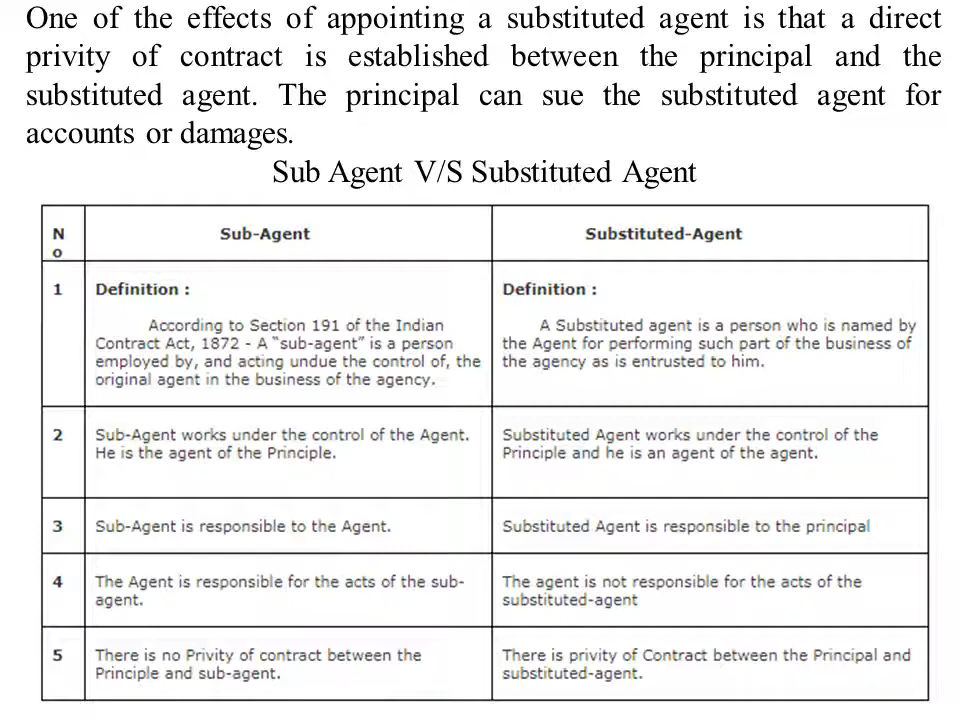 One of the effects of appointing a substituted agent is that a direct
privity of contract is established between the principal and the
substituted agent. The principal can sue the substituted agent for
accounts or damages.
Sub Agent V/S Substituted Agent
N
o
Sub-Agent
Substituted-Agent
1
Definition :
According to Section 191 of the Indian
Contract Act, 1872 - A “sub-agent” is a person
employed by, and acting undue the control of, the
original agent in the business of the agency.
Definition :
A Substituted agent is a person who is named by
the Agent for performing such part of the business of
the agency as is entrusted to him.
2
Sub-Agent works under the control of the Agent.
He is the agent of the Principle.
Substituted Agent works under the control of the
Principle and he is an agent of the agent.
3
Sub-Agent is responsible to the Agent.
Substituted Agent is responsible to the principal
4
The Agent is responsible for the acts of the sub-
agent.
The agent is not responsible for the acts of the
substituted-agent
5
There is no Privity of contract between the
Principle and sub-agent.
There is privity of Contract between the Principal and
substituted-agent.